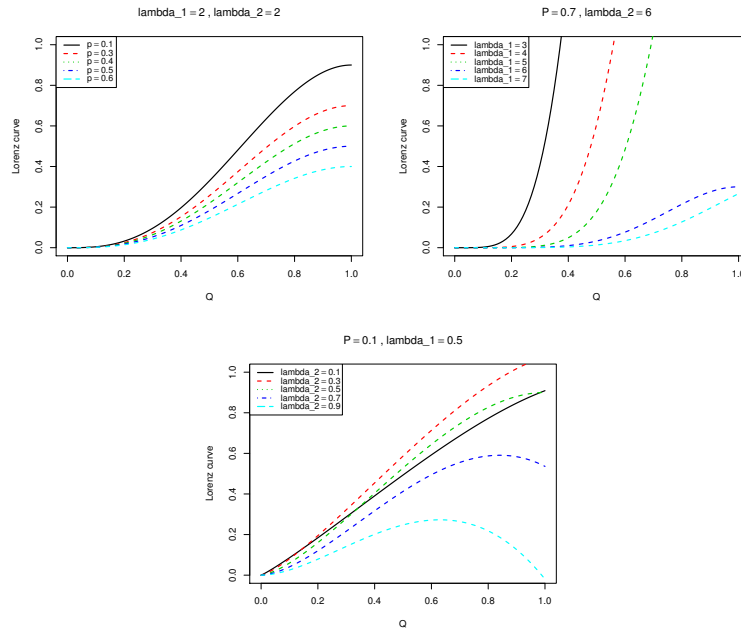 lambda_1 = 2 , lambda_2 = 2
p = 0.1
p = 0.3
p = 0.4
p = 0.5
p = 0.6
Lorenz curve
0.0 0.2 0.4 0.6 0.8 1.0
0.0 0.2 0.4 0.6 0.8 1.0
Q
P = 0.7 , lambda_2 = 6
lambda_1 = 3
lambda_1 = 4
lambda_1 = 5
lambda_1 = 6
lambda_1 = 7
Lorenz curve
0.0 0.2 0.4 0.6 0.8 1.0
0.0 0.2 0.4 0.6 0.8 1.0
Q
P = 0.1 , lambda_1 = 0.5
lambda_2 = 0.1
lambda_2 = 0.3
lambda_2 = 0.5
lambda_2 = 0.7
lambda_2 = 0.9
Lorenz curve
0.0 0.2 0.4 0.6 0.8 1.0
0.0 0.2 0.4 0.6 0.8 1.0
Q